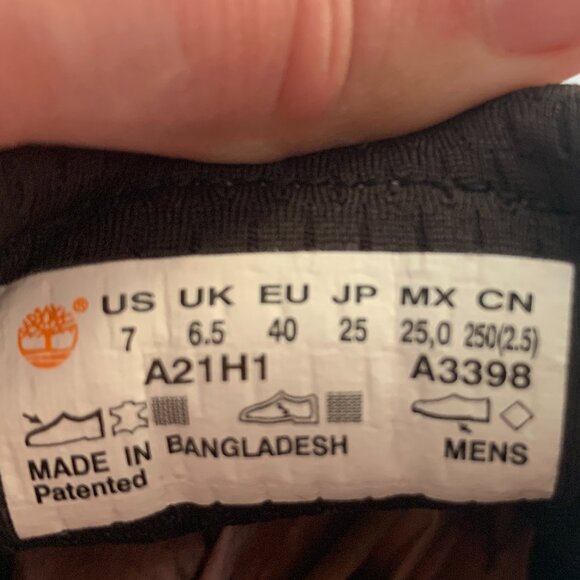 ® US UK EU JP MX CN
7 6.5 40 25 25,0 250(2.5)
A21H1 A3398
MADE IN BANGLADESH MENS
Patented